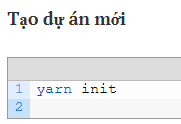 Tạo dự án mới
1 yarn init
2